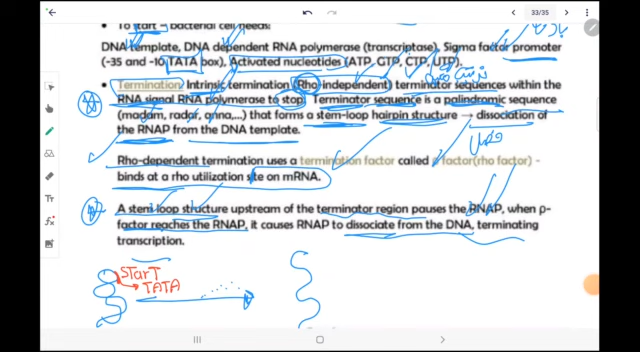 33/35
• To start – bacterial cell needs:
DNA template, DNA dependent RNA polymerase (transcriptase), Sigma factor promoter
(-35 and -10 TATA box), Activated nucleotides (ATP, GTP, CTP, UTP)
• Termination: Intrinsic termination (Rho-independent) terminator sequences within the
RNA signal RNA polymerase to stop. Terminator sequence is a palindromic sequence
(madam, radar, anna,...) that forms a stem-loop hairpin structure → dissociation of
the RNAP from the DNA template.
Rho-dependent termination uses a termination factor called ρ factor(rho factor) -
binds at a rho utilization site on mRNA.
A stem-loop structure upstream of the terminator region pauses the RNAP, when ρ-
factor reaches the RNAP, it causes RNAP to dissociate from the DNA, terminating
transcription.
STarT
TATA